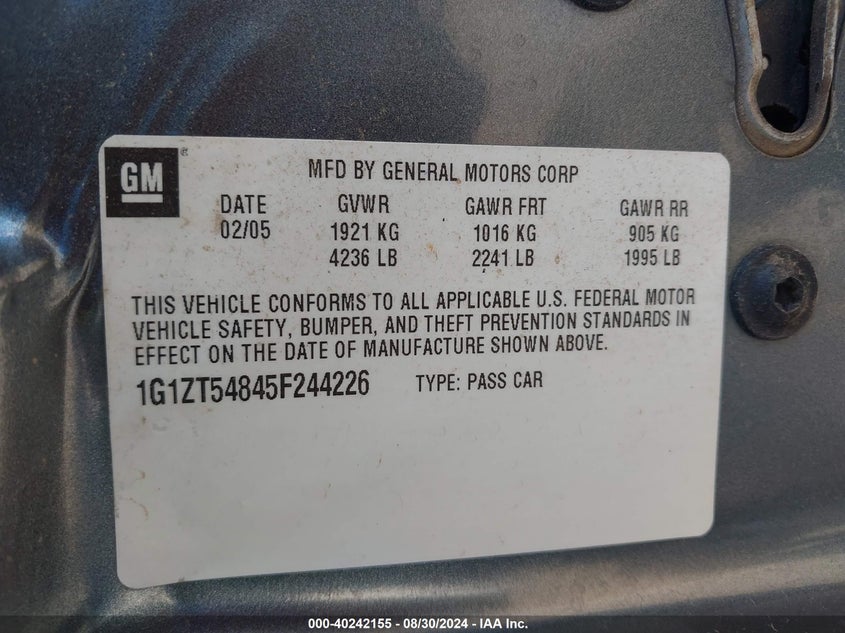 GM
MFD BY GENERAL MOTORS CORP
DATE GVWR GAWR FRT GAWR RR
02/05 1921 KG 1016 KG 905 KG
4236 LB 2241 LB 1995 LB
THIS VEHICLE CONFORMS TO ALL APPLICABLE U.S. FEDERAL MOTOR
VEHICLE SAFETY, BUMPER, AND THEFT PREVENTION STANDARDS IN
EFFECT ON THE DATE OF MANUFACTURE SHOWN ABOVE.
1G1ZT54845F244226 TYPE: PASS CAR
000-40242155 - 08/30/2024 - IAA Inc.